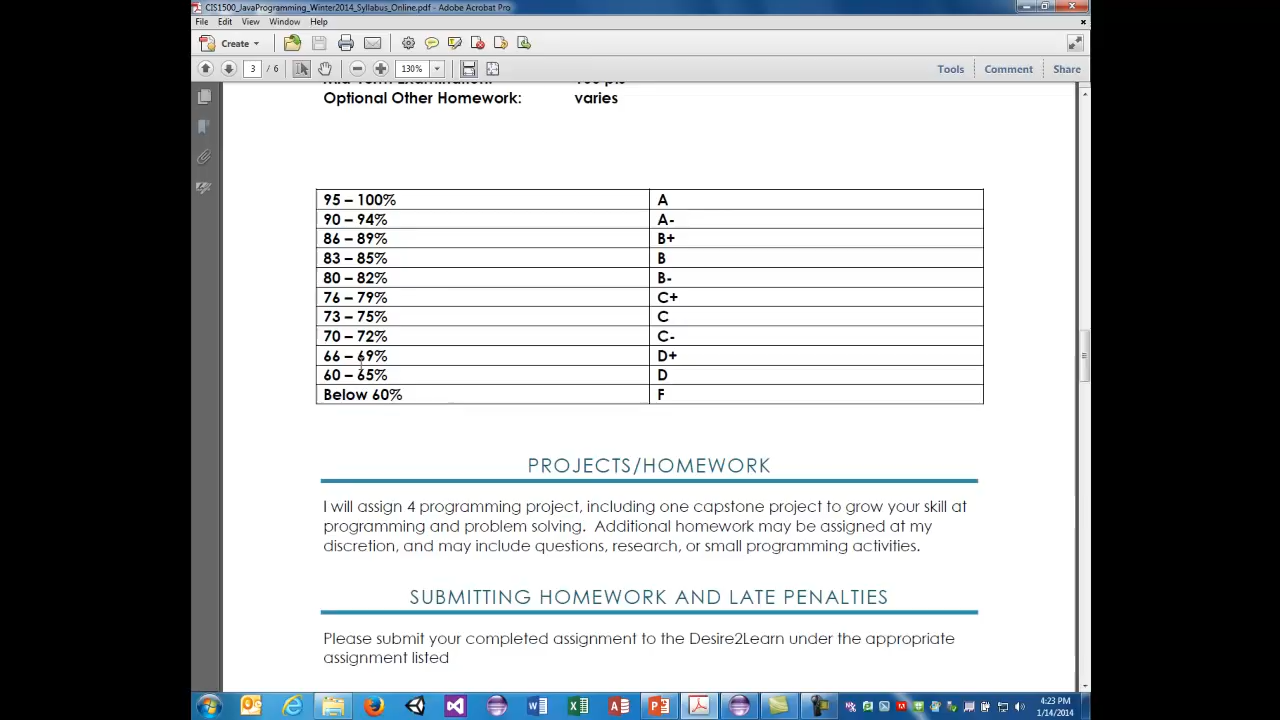 CIS1500_JavaProgramming_Winter2014_Syllabus_Online.pdf - Adobe Acrobat Pro
File Edit View Window Help
Create
3 / 6 130% Tools Comment Share
Optional Other Homework: varies
95 – 100% A
90 – 94% A-
86 – 89% B+
83 – 85% B
80 – 82% B-
76 – 79% C+
73 – 75% C
70 – 72% C-
66 – 69% D+
60 – 65% D
Below 60% F
PROJECTS/HOMEWORK
I will assign 4 programming project, including one capstone project to grow your skill at
programming and problem solving. Additional homework may be assigned at my
discretion, and may include questions, research, or small programming activities.
SUBMITTING HOMEWORK AND LATE PENALTIES
Please submit your completed assignment to the Desire2Learn under the appropriate
assignment listed
4:23 PM
1/14/2014